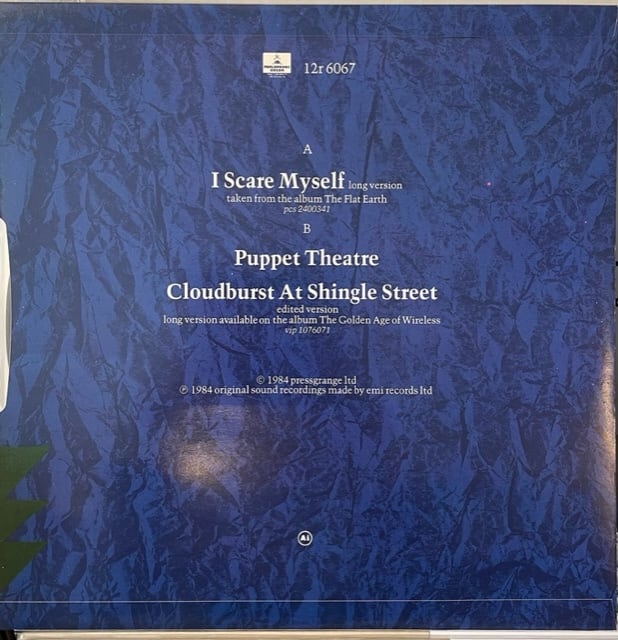 12r 6067
A
I Scare Myself long version
taken from the album The Flat Earth
pcs 2400341
B
Puppet Theatre
Cloudburst At Shingle Street
edited version
long version available on the album The Golden Age of Wireless
vip 1076071
© 1984 pressgrange ltd
℗ 1984 original sound recordings made by emi records ltd